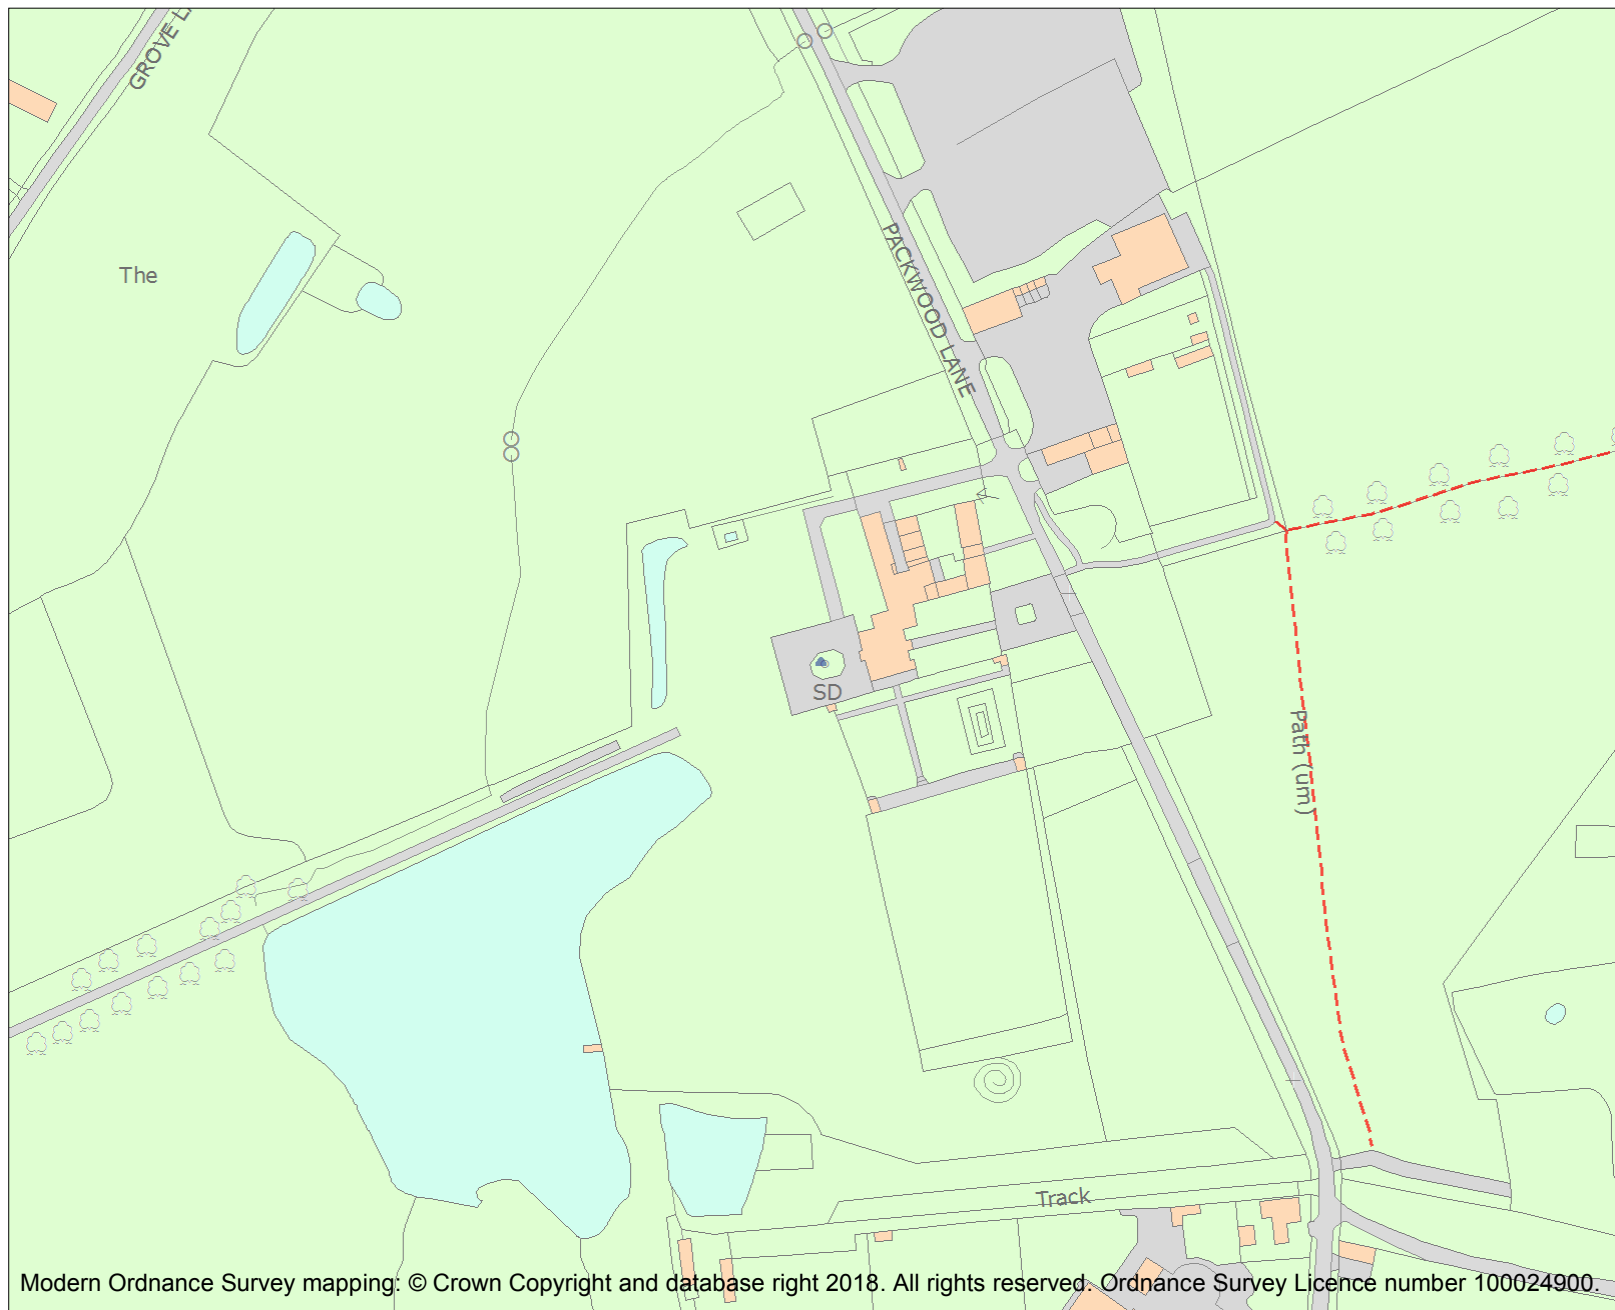 GROVE LA
PACKWOOD LANE
The
SD
Path (um)
Track
Modern Ordnance Survey mapping: © Crown Copyright and database right 2018. All rights reserved. Ordnance Survey Licence number 100024900.